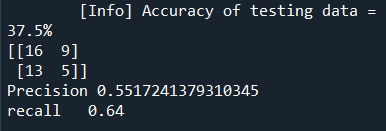 [Info] Accuracy of testing data =
37.5%
[[16 9]
[13 5]]
Precision 0.5517241379310345
recall 0.64